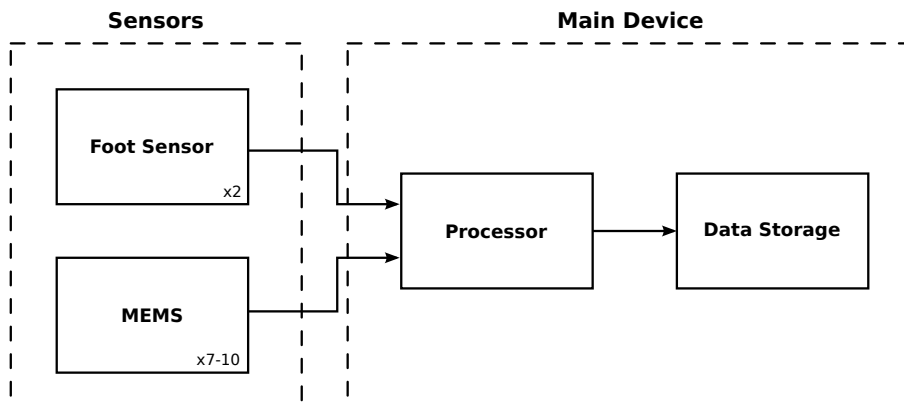 Sensors
Main Device
Foot Sensor
x2
Processor
Data Storage
MEMS
x7-10